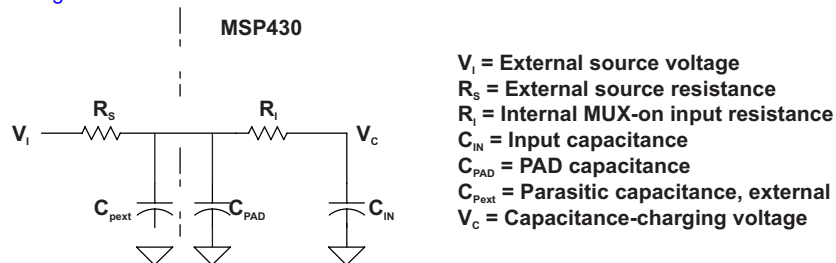 MSP430
V_I = External source voltage
R_S = External source resistance
R_I = Internal MUX-on input resistance
C_IN = Input capacitance
C_PAD = PAD capacitance
C_Pext = Parasitic capacitance, external
V_C = Capacitance-charging voltage
V_I
R_S
R_I
V_C
C_pext
C_PAD
C_IN